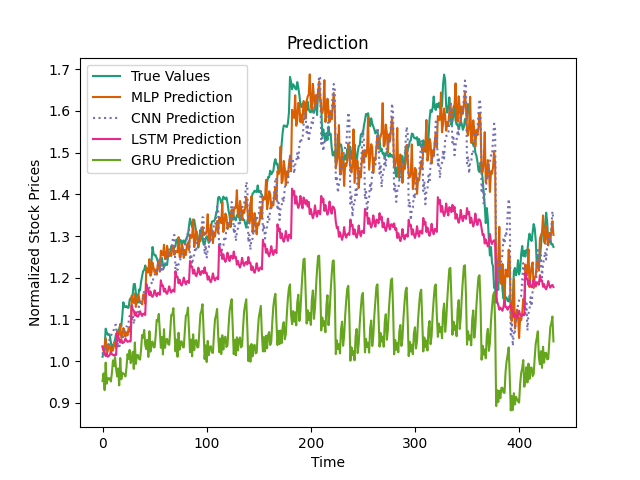 Prediction
1.7
1.6
1.5
1.4
1.3
1.2
1.1
1.0
0.9
Normalized Stock Prices
True Values
MLP Prediction
CNN Prediction
LSTM Prediction
GRU Prediction
0 100 200 300 400
Time